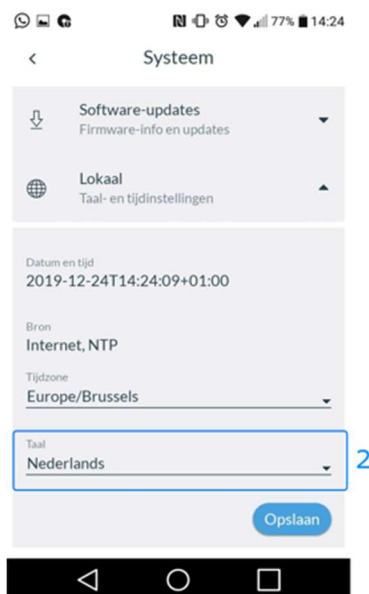 77% 14:24
Systeem
Software-updates
Firmware-info en updates
Lokaal
Taal- en tijdinstellingen
Datum en tijd
2019-12-24T14:24:09+01:00
Bron
Internet, NTP
Tijdzone
Europe/Brussels
Taal
Nederlands
2
Opslaan